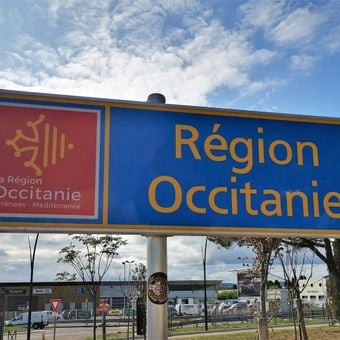 la Région
Occitanie
Pyrénées - Méditerranée
Région
Occitanie